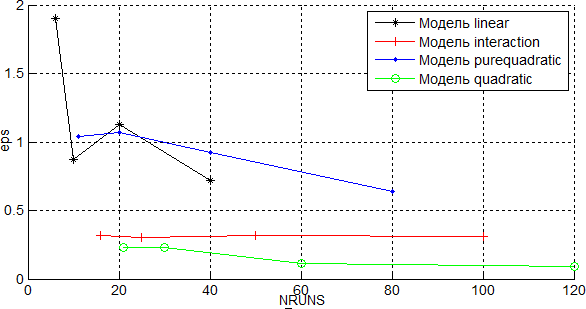 2
1.5
1
0.5
0
eps
0 20 40 60 80 100 120
NRUNS
Модель linear
Модель interaction
Модель purequadratic
Модель quadratic